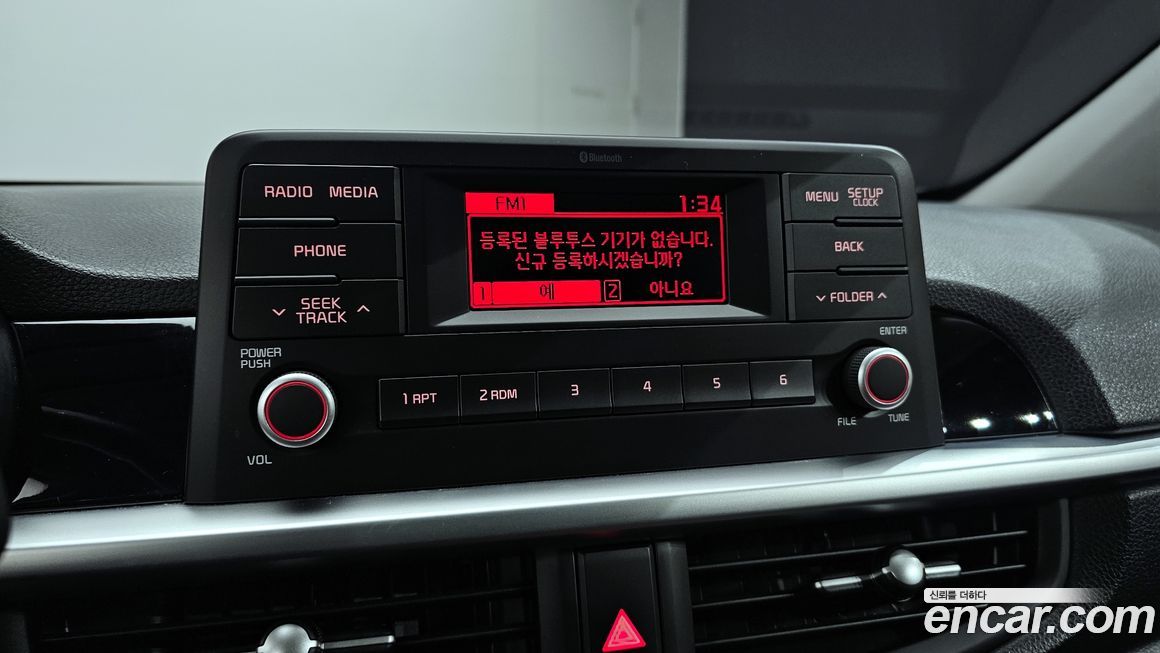 Bluetooth
RADIO MEDIA
FM1 1:34
MENU SETUP
CLOCK
PHONE
등록된 블루투스 기기가 없습니다.
신규 등록하시겠습니까?
BACK
SEEK
TRACK
1 예 2 아니요
FOLDER
POWER
PUSH
ENTER
1 RPT 2 RDM 3 4 5 6
VOL
FILE TUNE
신뢰를 더하다
encar.com